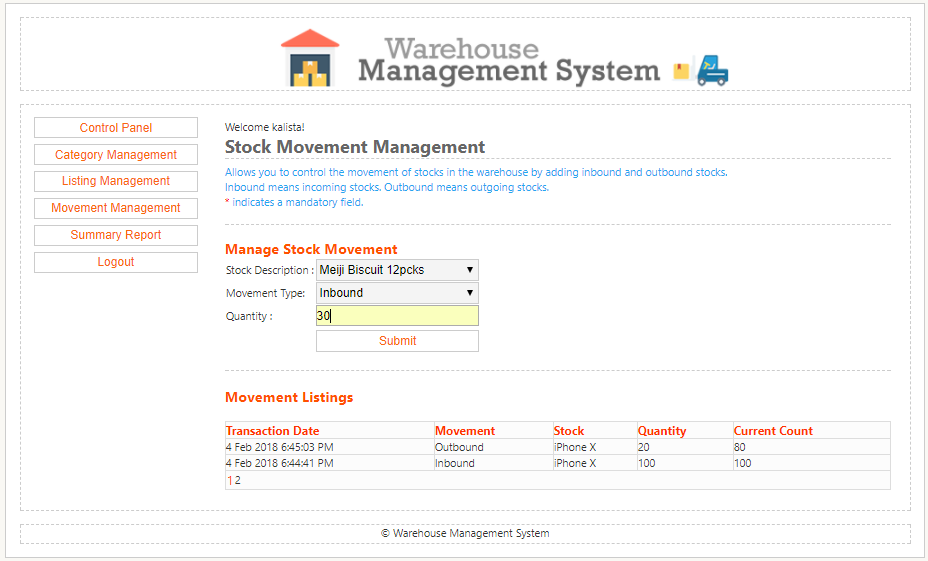 Warehouse
Management System
Control Panel
Category Management
Listing Management
Movement Management
Summary Report
Logout
Welcome kalista!
Stock Movement Management
Allows you to control the movement of stocks in the warehouse by adding inbound and outbound stocks.
Inbound means incoming stocks. Outbound means outgoing stocks.
* indicates a mandatory field.
Manage Stock Movement
Stock Description : Meiji Biscuit 12pcks
Movement Type: Inbound
Quantity : 30
Submit
Movement Listings
Transaction Date Movement Stock Quantity Current Count
4 Feb 2018 6:45:03 PM Outbound iPhone X 20 80
4 Feb 2018 6:44:41 PM Inbound iPhone X 100 100
1 2
© Warehouse Management System